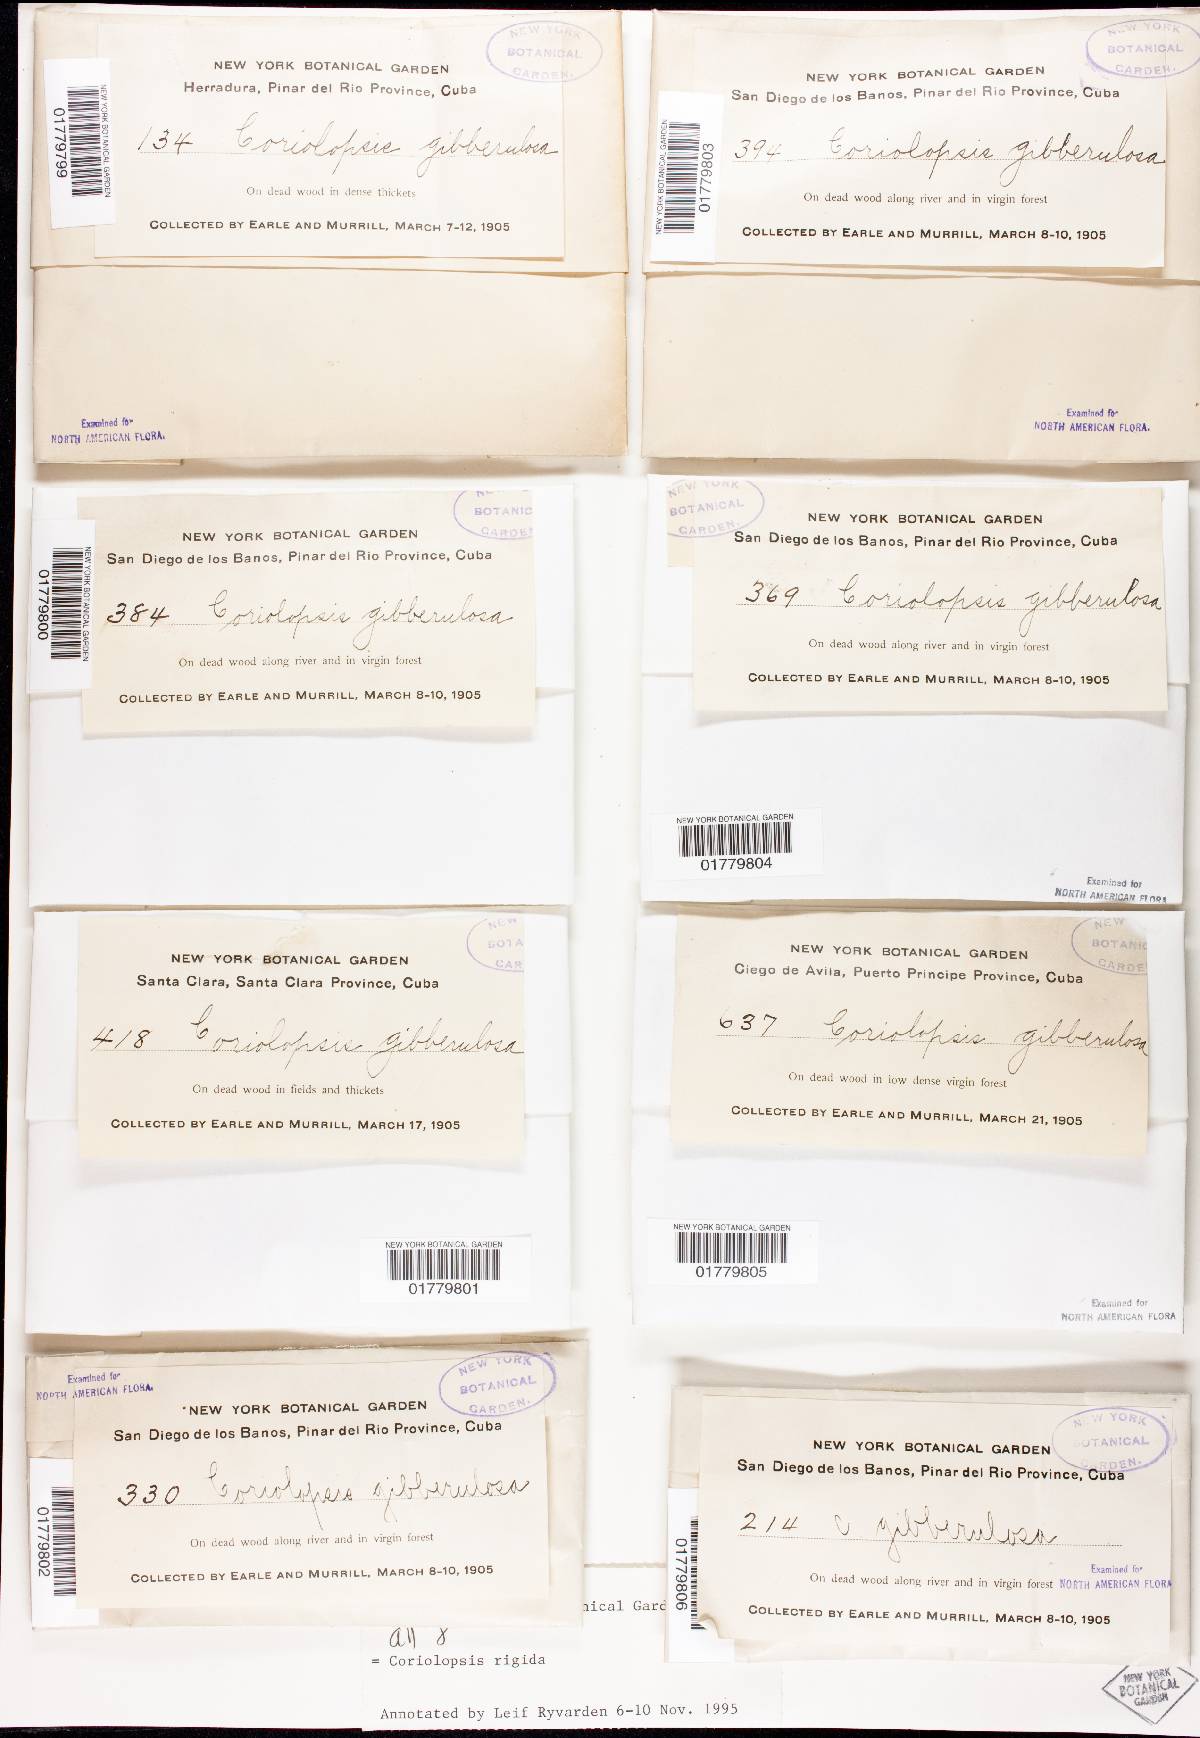 NEW YORK
BOTANICAL
GARDEN.
NEW YORK BOTANICAL GARDEN
Herradura, Pinar del Rio Province, Cuba
134 Coriolopsis gibberulosa
On dead wood in dense thickets
COLLECTED BY EARLE AND MURRILL, MARCH 7-12, 1905
NEW YORK BOTANICAL GARDEN
01779799
Examined for
NORTH AMERICAN FLORA.
NEW YORK
BOTANICAL
GARDEN.
NEW YORK BOTANICAL GARDEN
San Diego de los Banos, Pinar del Rio Province, Cuba
394 Coriolopsis gibberulosa
On dead wood along river and in virgin forest
COLLECTED BY EARLE AND MURRILL, MARCH 8-10, 1905
NEW YORK BOTANICAL GARDEN
01779803
Examined for
NORTH AMERICAN FLORA.
BOTANIC
GARDEN
NEW YORK BOTANICAL GARDEN
San Diego de los Banos, Pinar del Rio Province, Cuba
384 Coriolopsis gibberulosa
On dead wood along river and in virgin forest
COLLECTED BY EARLE AND MURRILL, MARCH 8-10, 1905
NEW YORK BOTANICAL GARDEN
01779800
NEW YORK
BOTANICAL
GARDEN.
NEW YORK BOTANICAL GARDEN
San Diego de los Banos, Pinar del Rio Province, Cuba
369 Coriolopsis gibberulosa
On dead wood along river and in virgin forest
COLLECTED BY EARLE AND MURRILL, MARCH 8-10, 1905
NEW YORK BOTANICAL GARDEN
01779804
Examined for
NORTH AMERICAN FLORA
NEW
BOTA
CAR
NEW YORK BOTANICAL GARDEN
Santa Clara, Santa Clara Province, Cuba
418 Coriolopsis gibberulosa
On dead wood in fields and thickets
COLLECTED BY EARLE AND MURRILL, MARCH 17, 1905
NEW YORK BOTANICAL GARDEN
01779801
NEW
BOTANIC
GARDE
NEW YORK BOTANICAL GARDEN
Ciego de Avila, Puerto Principe Province, Cuba
637 Coriolopsis gibberulosa
On dead wood in low dense virgin forest
COLLECTED BY EARLE AND MURRILL, MARCH 21, 1905
NEW YORK BOTANICAL GARDEN
01779805
Examined for
NORTH AMERICAN FLORA
Examined for
NORTH AMERICAN FLORA.
NEW YORK
BOTANICAL
GARDEN.
NEW YORK BOTANICAL GARDEN
San Diego de los Banos, Pinar del Rio Province, Cuba
330 Coriolopsis gibberulosa
On dead wood along river and in virgin forest
COLLECTED BY EARLE AND MURRILL, MARCH 8-10, 1905
01779802
NEW YORK
BOTANICAL
GARDEN.
NEW YORK BOTANICAL GARDEN
San Diego de los Banos, Pinar del Rio Province, Cuba
214 C gibberulosa
On dead wood along river and in virgin forest
Examined for
NORTH AMERICAN FLORA
COLLECTED BY EARLE AND MURRILL, MARCH 8-10, 1905
01779806
nical Gard
all 8
= Coriolopsis rigida
Annotated by Leif Ryvarden 6-10 Nov. 1995
NEW YORK
BOTANICAL
GARDEN